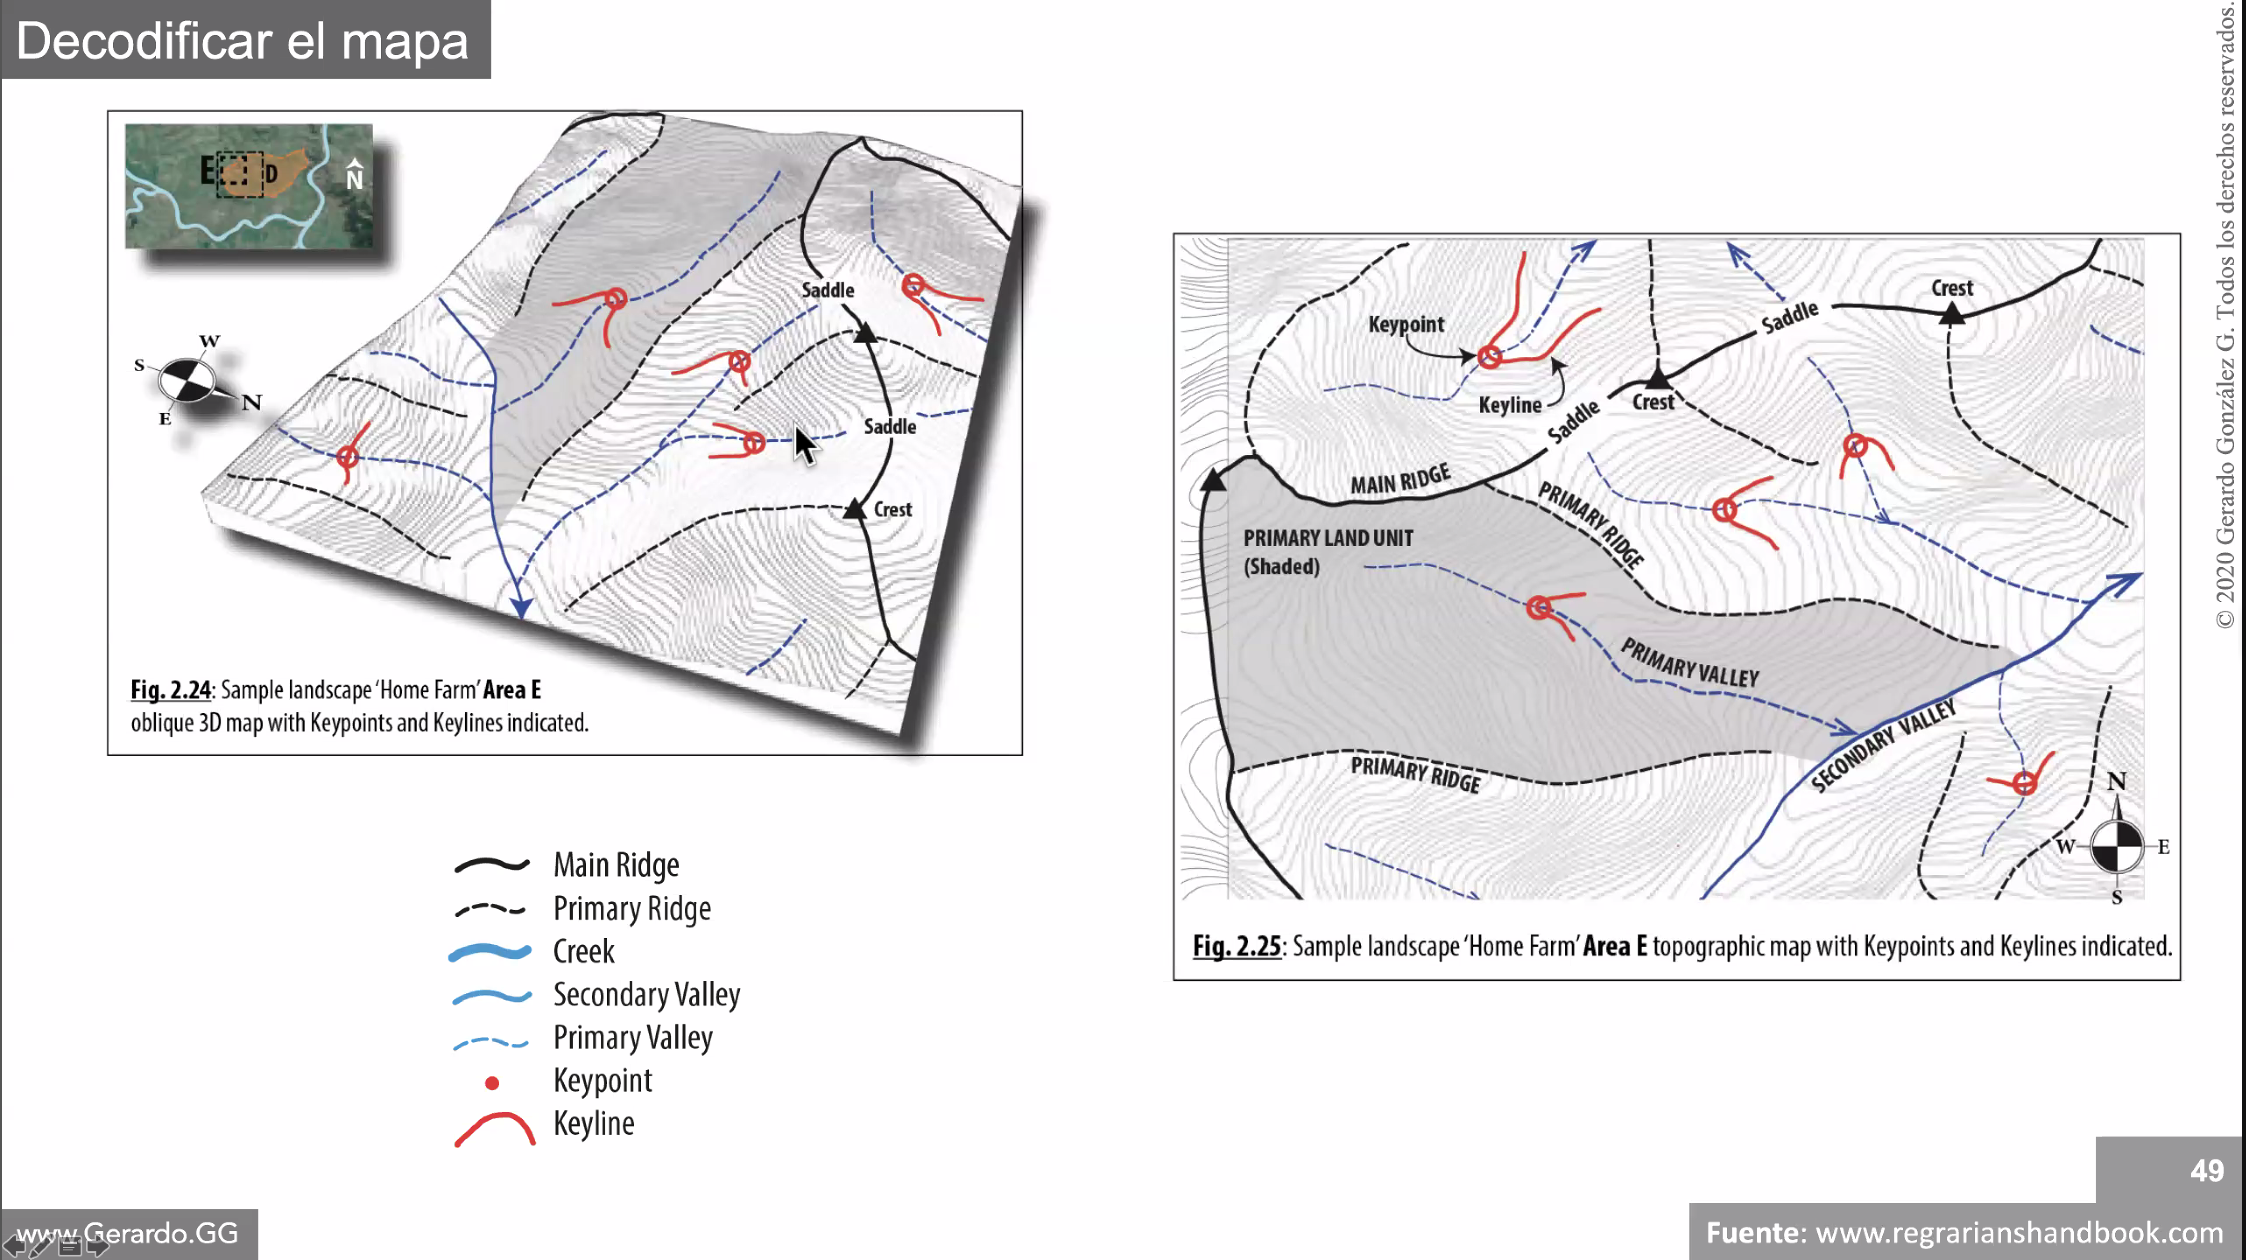 Decodificar el mapa
E
D
N
W
S
N
E
Saddle
Saddle
Crest
Fig. 2.24: Sample landscape ‘Home Farm’ Area E
oblique 3D map with Keypoints and Keylines indicated.
Main Ridge
Primary Ridge
Creek
Secondary Valley
Primary Valley
Keypoint
Keyline
Crest
Saddle
Keypoint
Keyline
Crest
Saddle
MAIN RIDGE
PRIMARY RIDGE
PRIMARY LAND UNIT
(Shaded)
PRIMARY VALLEY
SECONDARY VALLEY
PRIMARY RIDGE
N
W
E
S
Fig. 2.25: Sample landscape ‘Home Farm’ Area E topographic map with Keypoints and Keylines indicated.
© 2020 Gerardo González G. Todos los derechos reservados.
49
www.Gerardo.GG
Fuente: www.regrarianshandbook.com